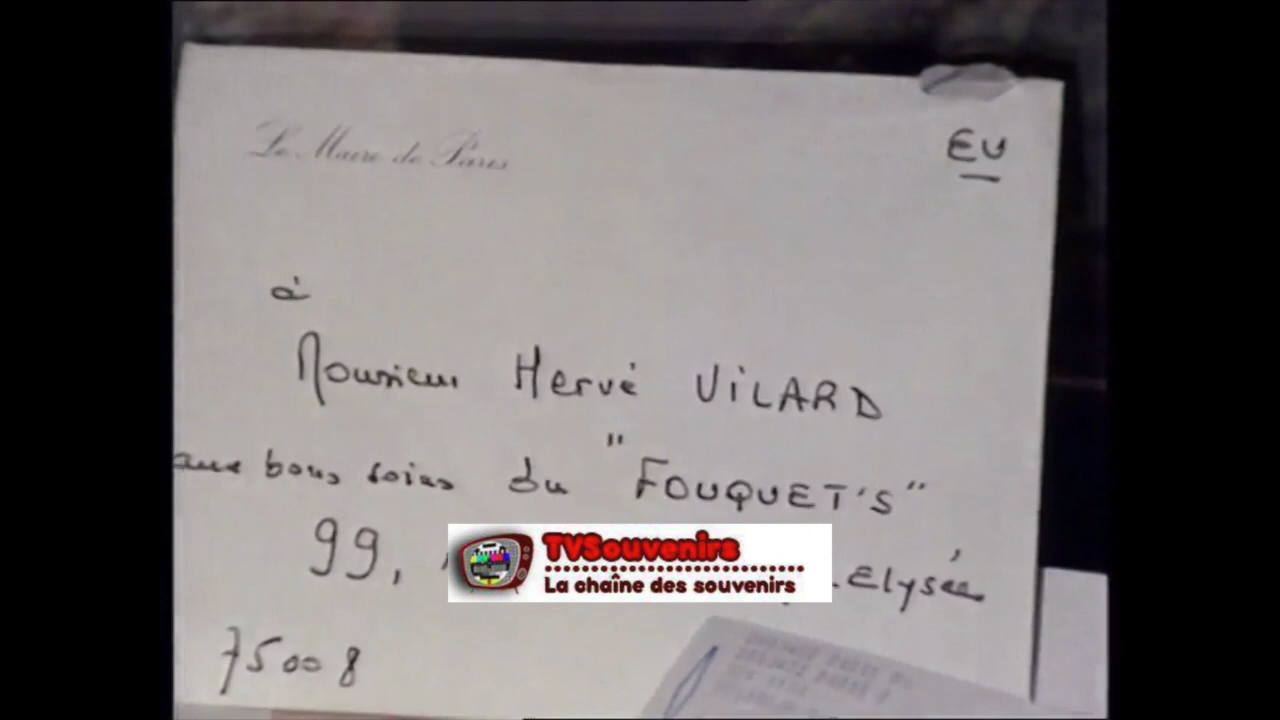 Le Maire de Paris
EU
à
Monsieur Hervé VILARD
aux bons soins du "FOUQUET'S"
99,
Elysées
TVSouvenirs
La chaîne des souvenirs
75008